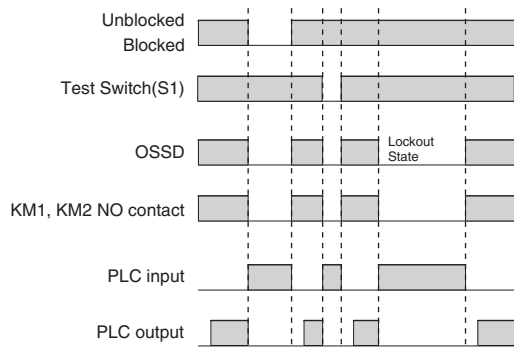 Unblocked
Blocked
Test Switch(S1)
OSSD
Lockout
State
KM1, KM2 NO contact
PLC input
PLC output